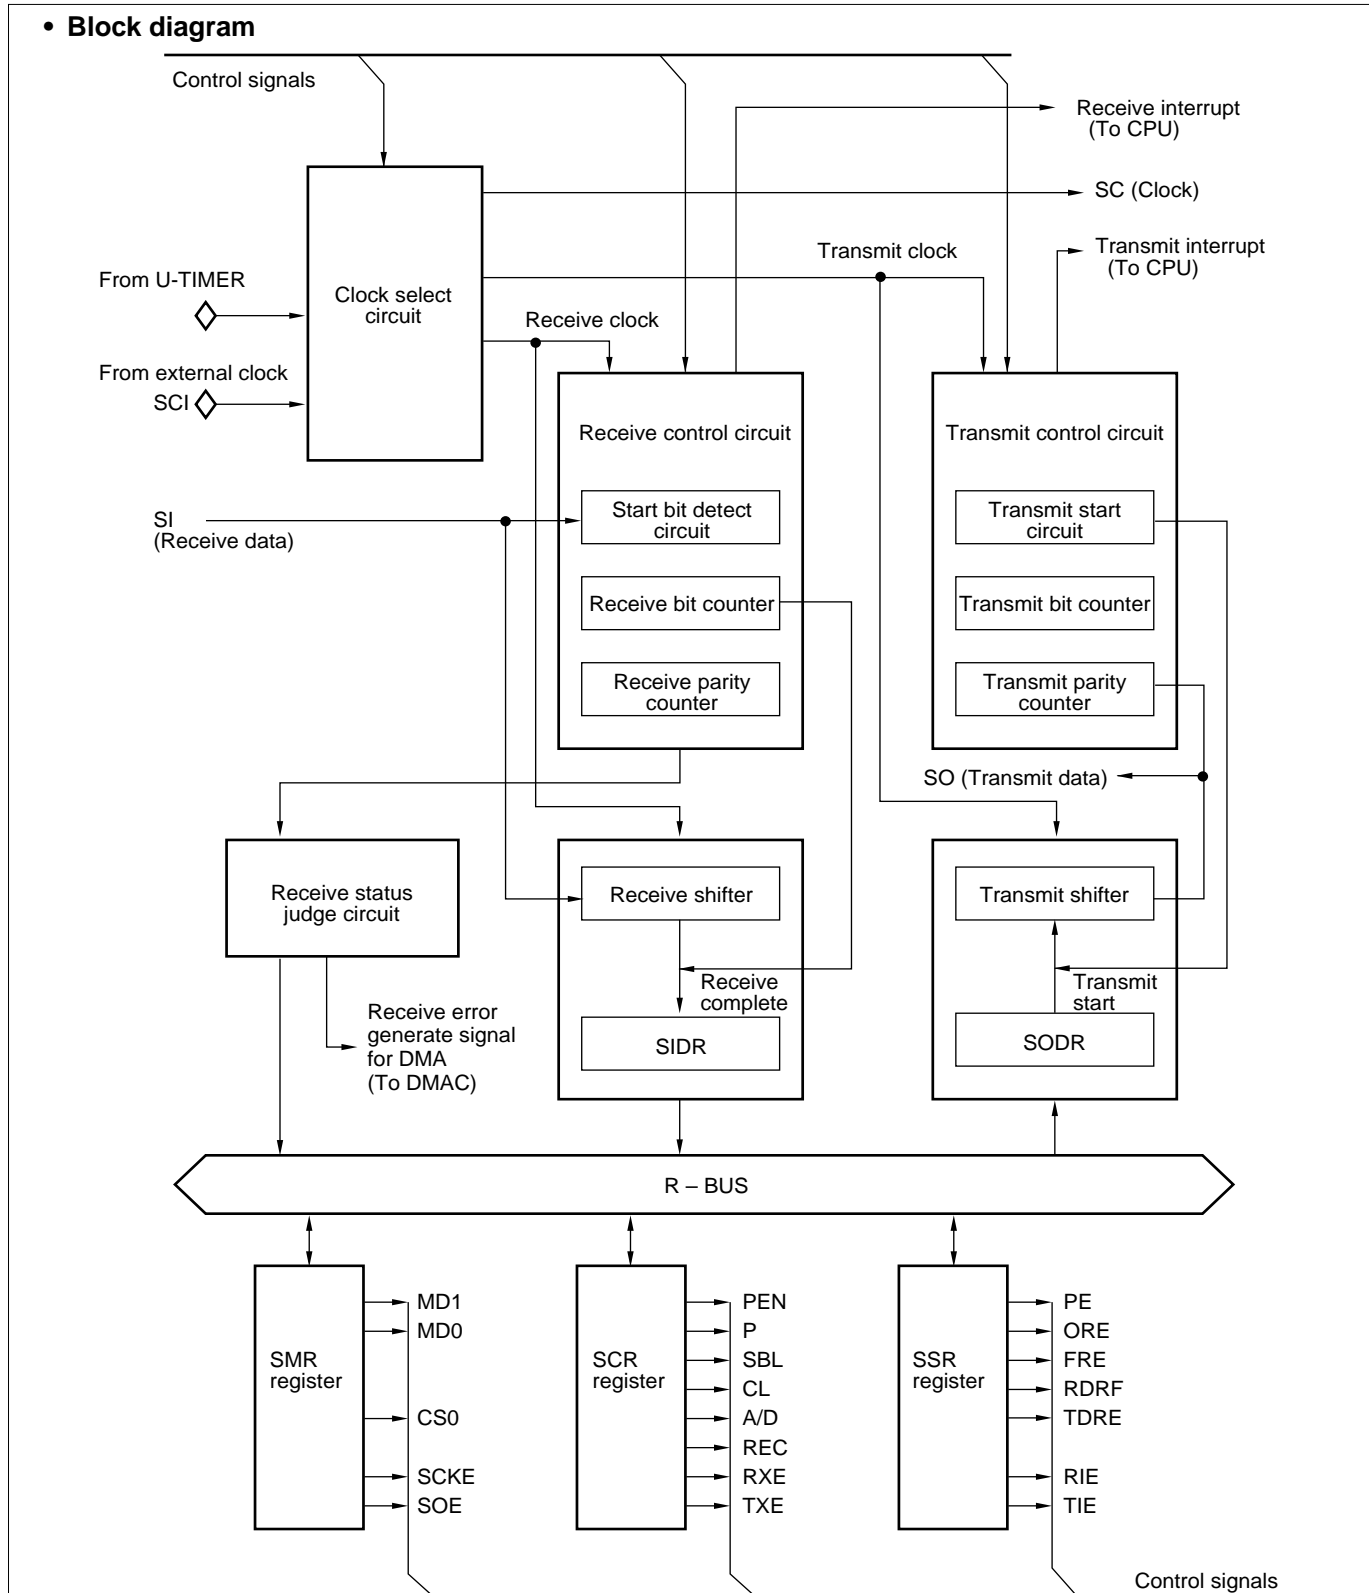 • Block diagram
Control signals
Receive interrupt
(To CPU)
SC (Clock)
Transmit clock
Transmit interrupt
(To CPU)
From U-TIMER
Clock select
circuit
Receive clock
From external clock
SCI
Receive control circuit
Transmit control circuit
SI
(Receive data)
Start bit detect
circuit
Transmit start
circuit
Receive bit counter
Transmit bit counter
Receive parity
counter
Transmit parity
counter
SO (Transmit data)
Receive status
judge circuit
Receive shifter
Transmit shifter
Receive
complete
Transmit
start
Receive error
generate signal
for DMA
(To DMAC)
SIDR
SODR
R – BUS
SMR
register
MD1
MD0
CS0
SCKE
SOE
SCR
register
PEN
P
SBL
CL
A/D
REC
RXE
TXE
SSR
register
PE
ORE
FRE
RDRF
TDRE
RIE
TIE
Control signals